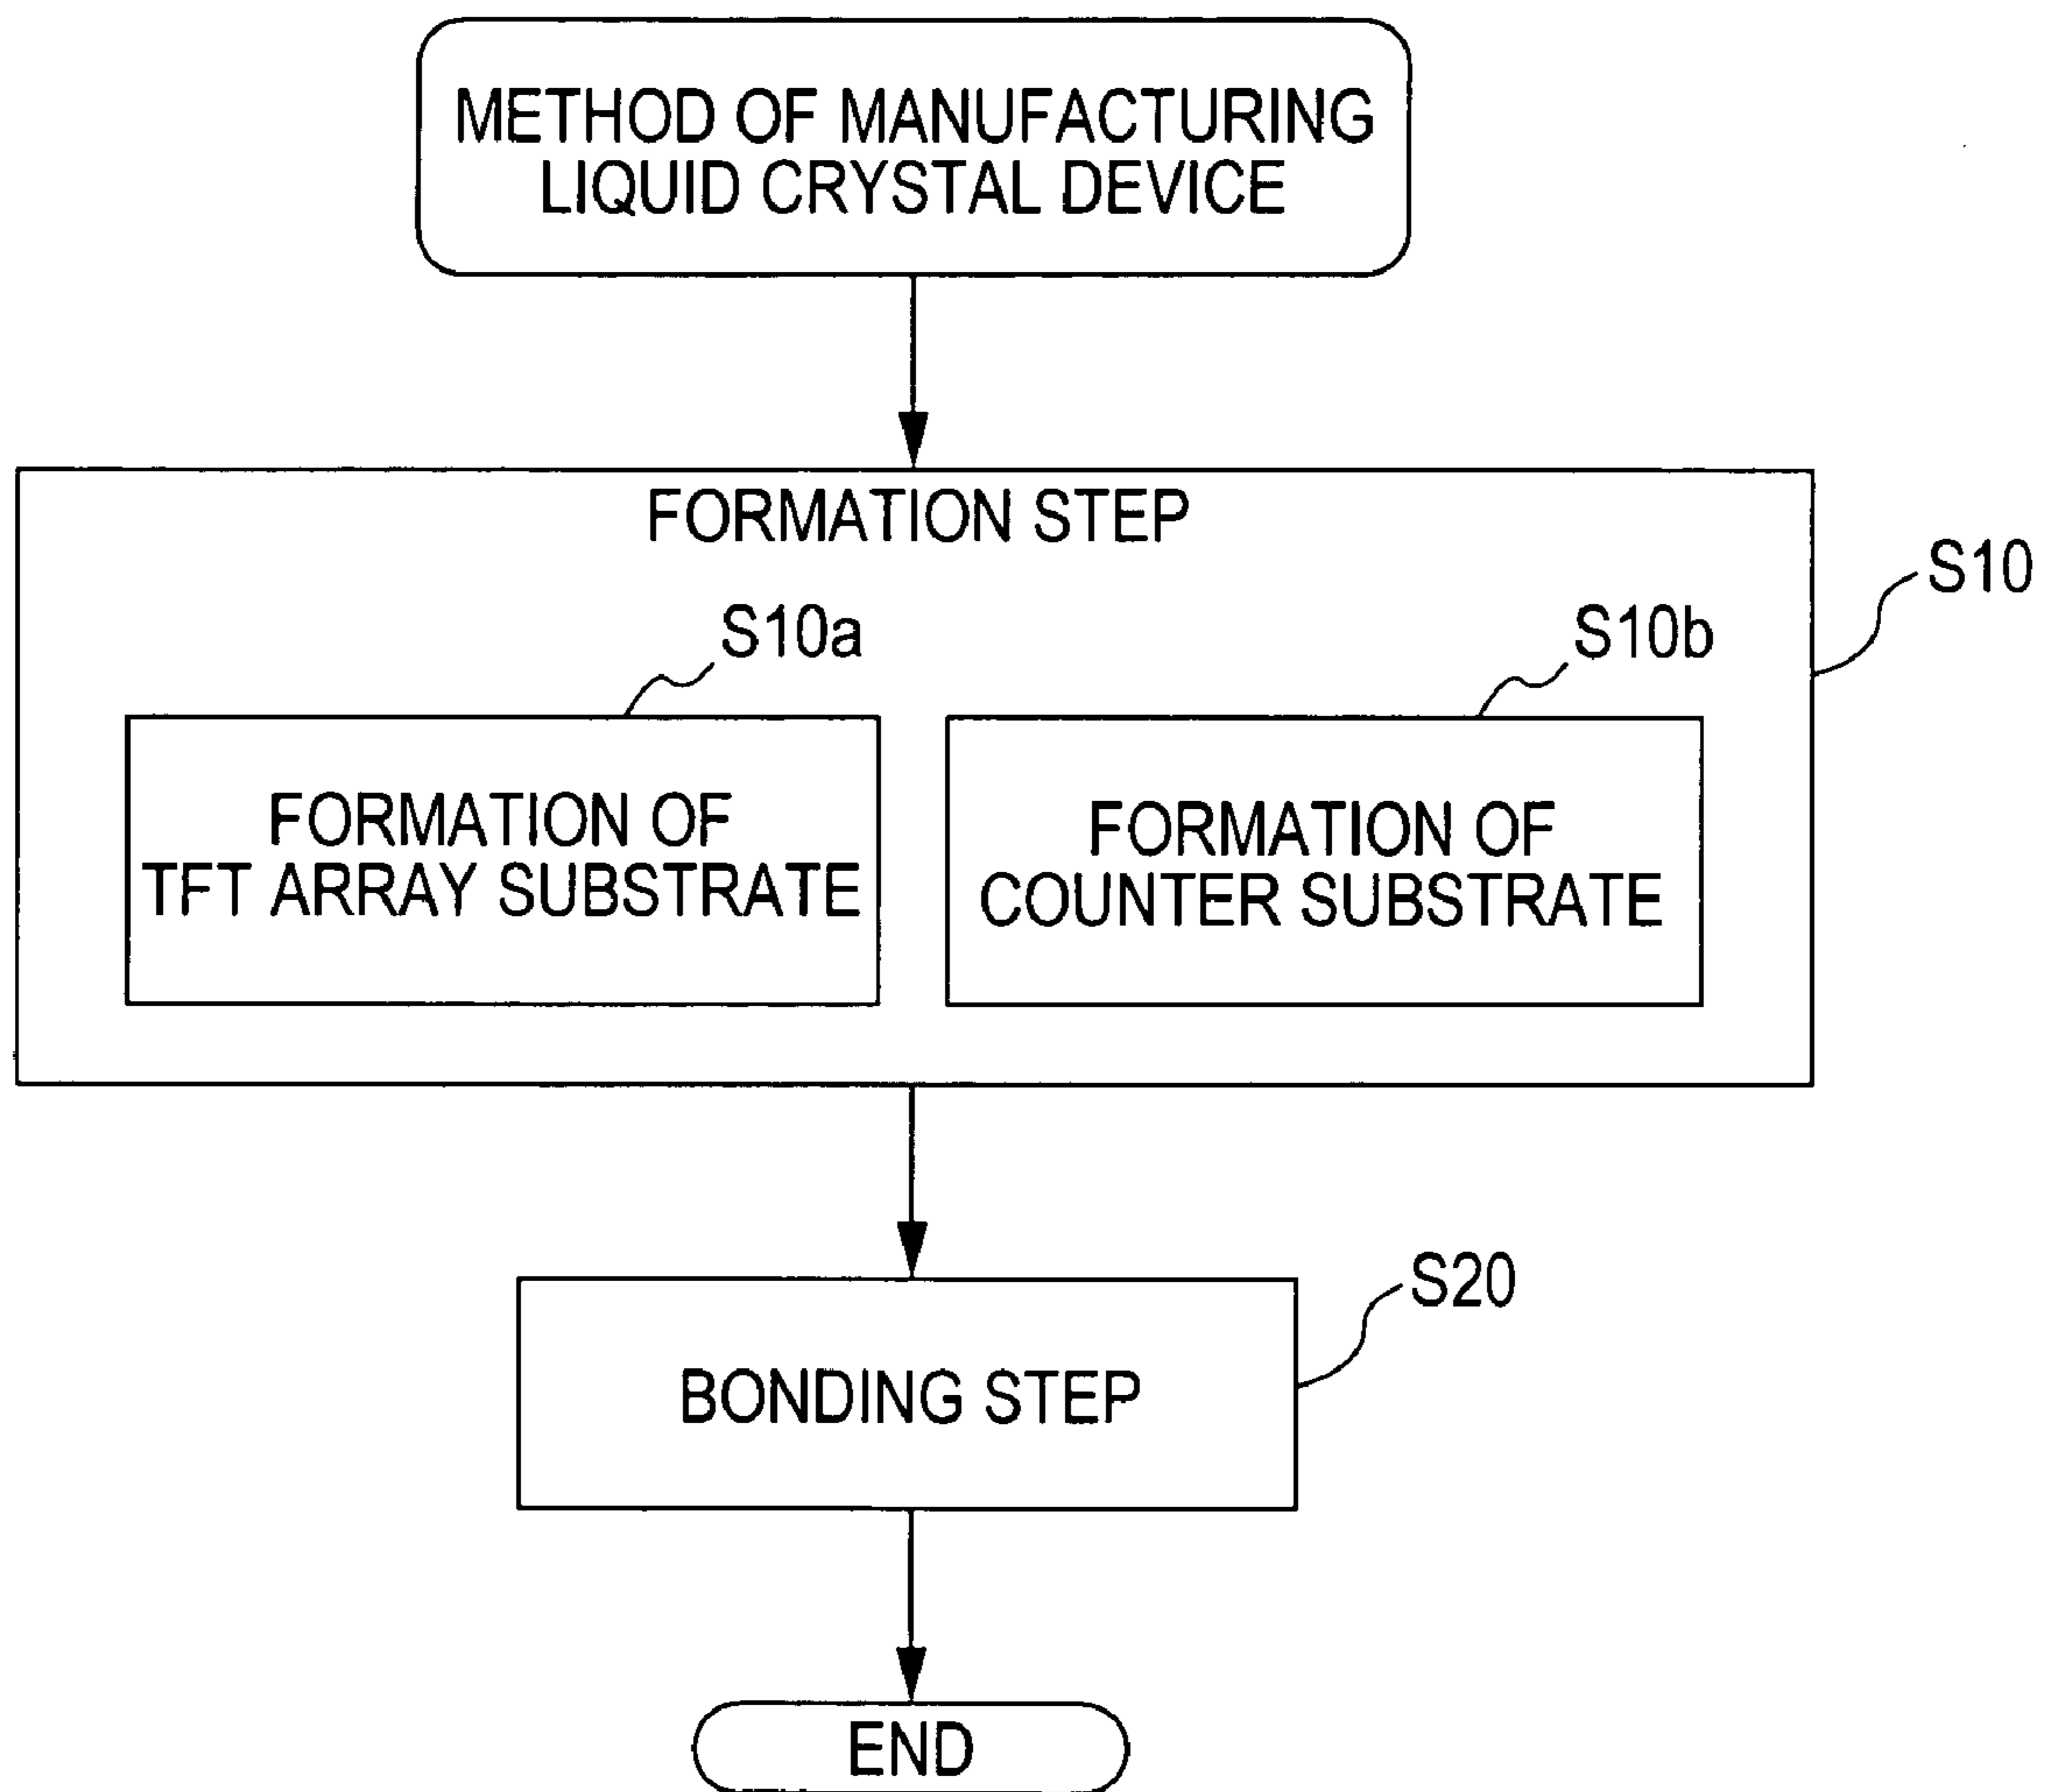 METHOD OF MANUFACTURING
LIQUID CRYSTAL DEVICE
FORMATION STEP
S10
S10a
S10b
FORMATION OF
TFT ARRAY SUBSTRATE
FORMATION OF
COUNTER SUBSTRATE
S20
BONDING STEP
END